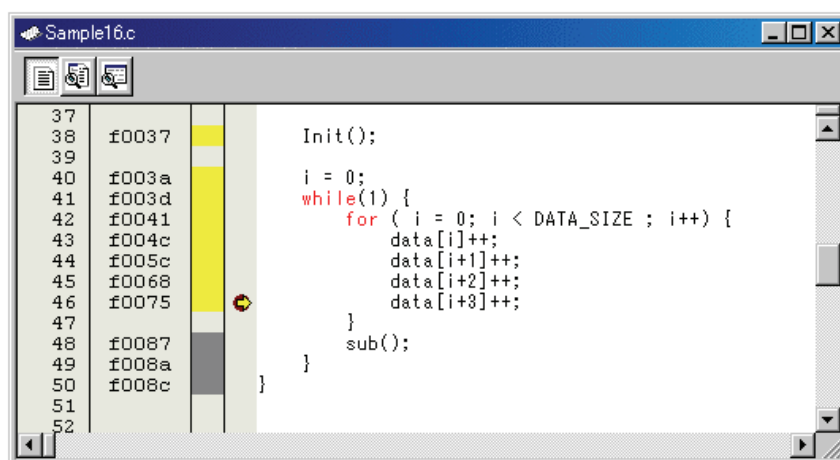 Sample16.c
37
38 f0037 Init();
39
40 f003a i = 0;
41 f003d while(1) {
42 f0041 for ( i = 0; i < DATA_SIZE ; i++) {
43 f004c data[i]++;
44 f005c data[i+1]++;
45 f0068 data[i+2]++;
46 f0075 data[i+3]++;
47 }
48 f0087 sub();
49 f008a }
50 f008c }
51
52